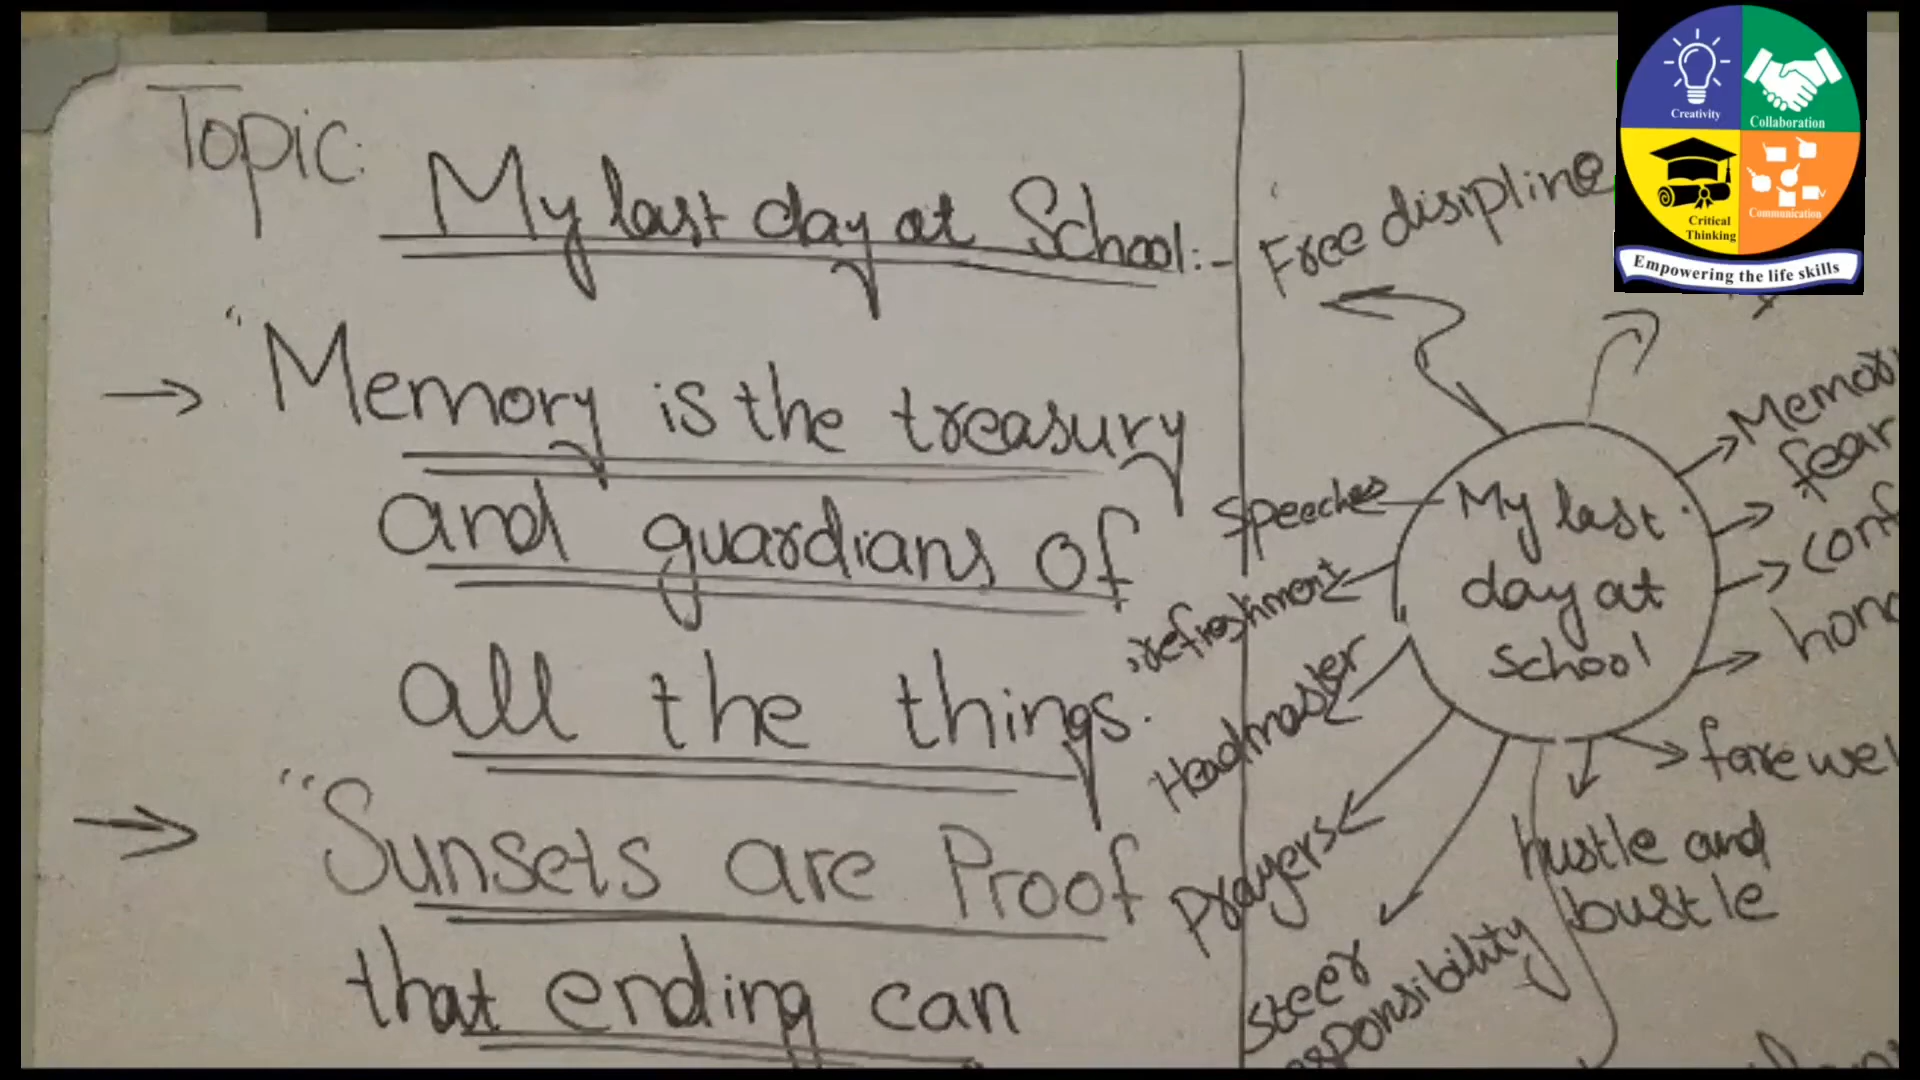 Topic:
My last day at School:-
→ "Memory is the treasury
and guardians of
all the things.
→ "Sunsets are Proof
that ending can
Free disipline
Speeches
refreshment
Headmaster
Prayers
Steer
responsibility
hustle and
bustle
My last
day at
school
Creativity
Collaboration
Critical
Thinking
Communication
Empowering the life skills